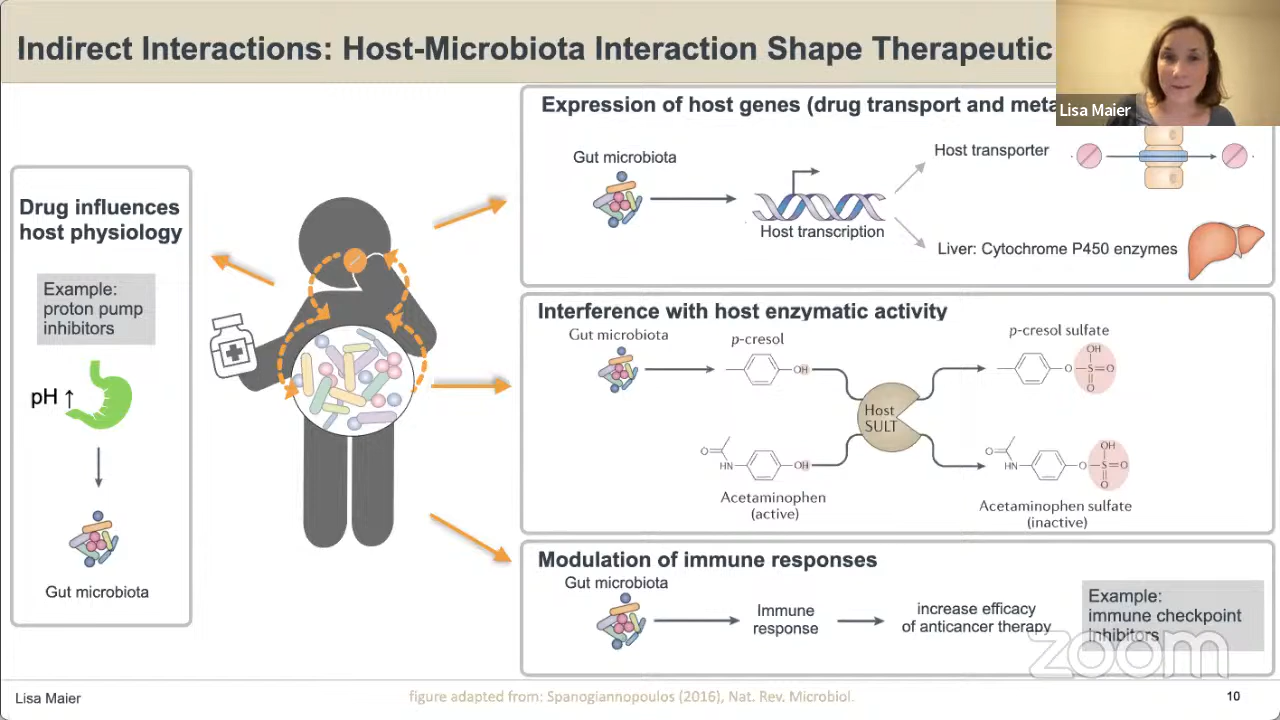 Indirect Interactions: Host-Microbiota Interaction Shape Therapeutic
Lisa Maier
Drug influences
host physiology
Example:
proton pump
inhibitors
pH ↑
Gut microbiota
Expression of host genes (drug transport and meta
Gut microbiota
Host transcription
Host transporter
Liver: Cytochrome P450 enzymes
Interference with host enzymatic activity
Gut microbiota
p-cresol
OH
p-cresol sulfate
OH
O S O
O
Host
SULT
O
HN
OH
Acetaminophen
(active)
O
HN
OH
O S O
O
Acetaminophen sulfate
(inactive)
Modulation of immune responses
Gut microbiota
Immune
response
increase efficacy
of anticancer therapy
Example:
immune checkpoint
inhibitors
zoom
Lisa Maier
figure adapted from: Spanogiannopoulos (2016), Nat. Rev. Microbiol.
10